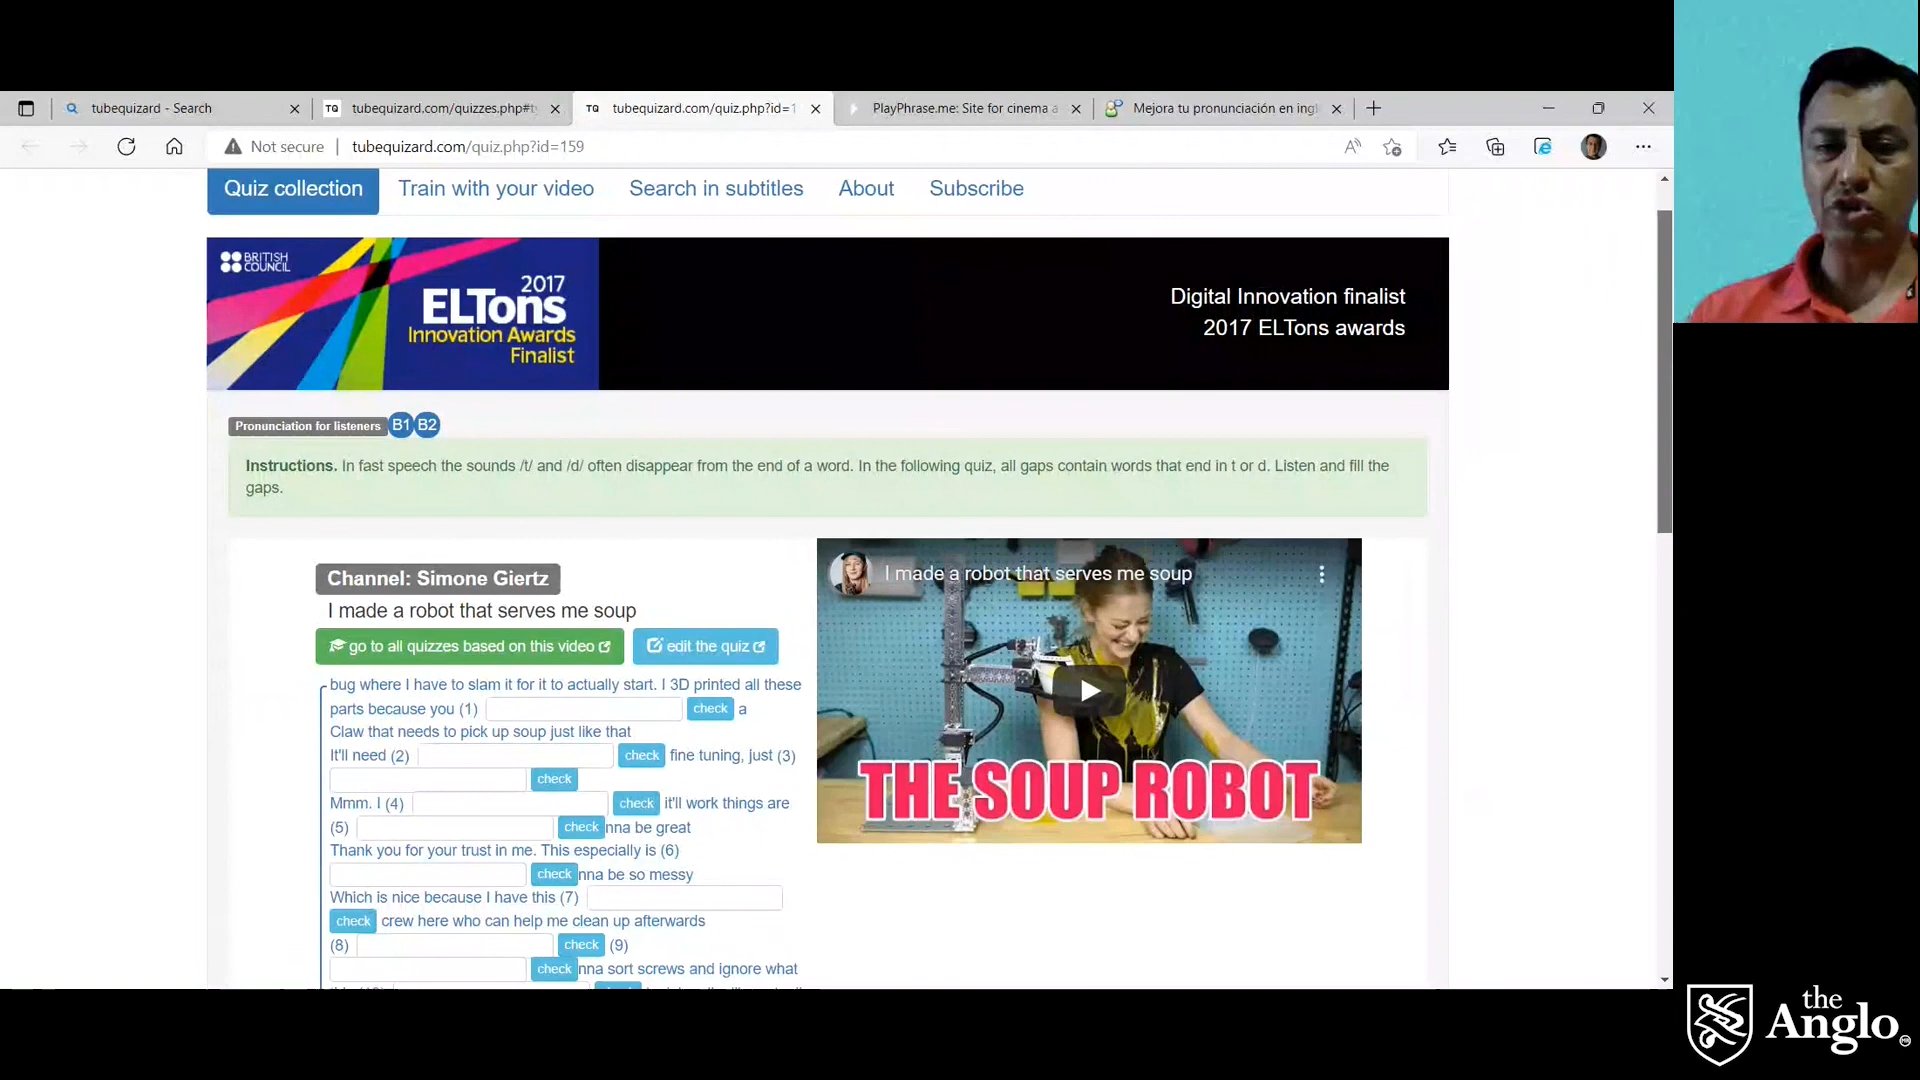 tubequizard - Search
TQ tubequizard.com/quizzes.php#t
TQ tubequizard.com/quiz.php?id=1
PlayPhrase.me: Site for cinema a
Mejora tu pronunciación en ingl
Not secure | tubequizard.com/quiz.php?id=159
Quiz collection Train with your video Search in subtitles About Subscribe
BRITISH
COUNCIL
2017
ELTons
Innovation Awards
Finalist
Digital Innovation finalist
2017 ELTons awards
Pronunciation for listeners B1 B2
Instructions. In fast speech the sounds /t/ and /d/ often disappear from the end of a word. In the following quiz, all gaps contain words that end in t or d. Listen and fill the
gaps.
Channel: Simone Giertz
I made a robot that serves me soup
go to all quizzes based on this video edit the quiz
bug where I have to slam it for it to actually start. I 3D printed all these
parts because you (1) check a
Claw that needs to pick up soup just like that
It'll need (2) check fine tuning, just (3)
check
Mmm. I (4) check it'll work things are
(5) check nna be great
Thank you for your trust in me. This especially is (6)
check nna be so messy
Which is nice because I have this (7)
check crew here who can help me clean up afterwards
(8) check (9)
check nna sort screws and ignore what
I made a robot that serves me soup
THE SOUP ROBOT
the
Anglo